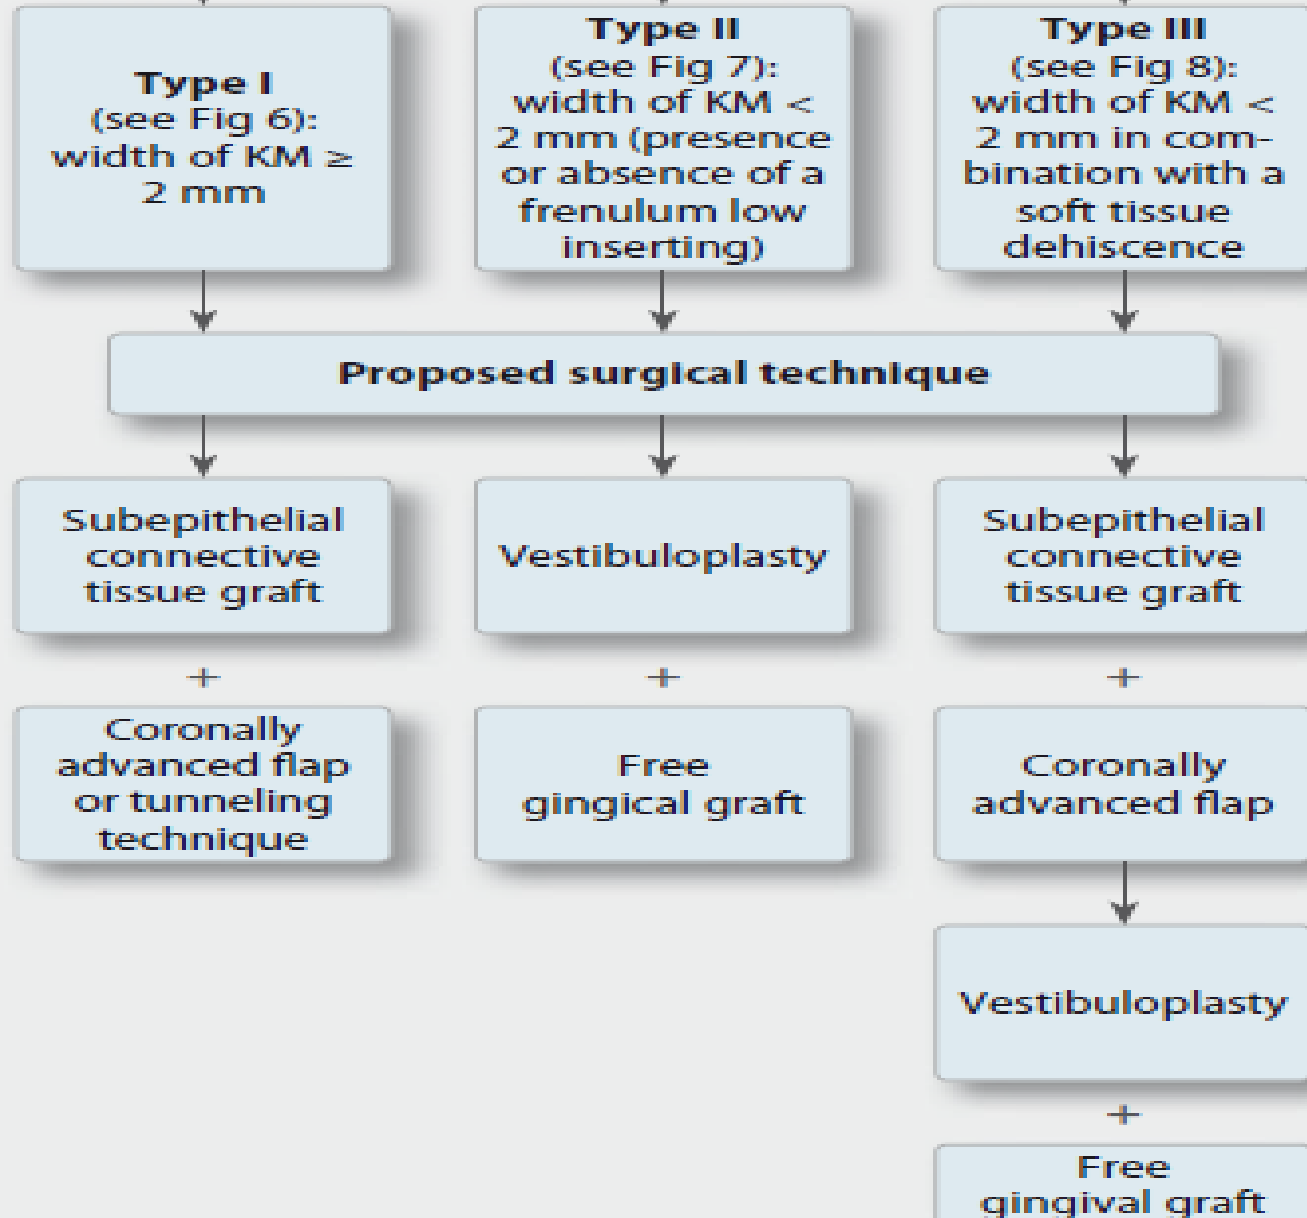 Type I
(see Fig 6):
width of KM ≥
2 mm
Type II
(see Fig 7):
width of KM <
2 mm (presence
or absence of a
frenulum low
inserting)
Type III
(see Fig 8):
width of KM <
2 mm in com-
bination with a
soft tissue
dehiscence
Proposed surgical technique
Subepithelial
connective
tissue graft
+
Coronally
advanced flap
or tunneling
technique
Vestibuloplasty
+
Free
gingical graft
Subepithelial
connective
tissue graft
+
Coronally
advanced flap
Vestibuloplasty
+
Free
gingival graft